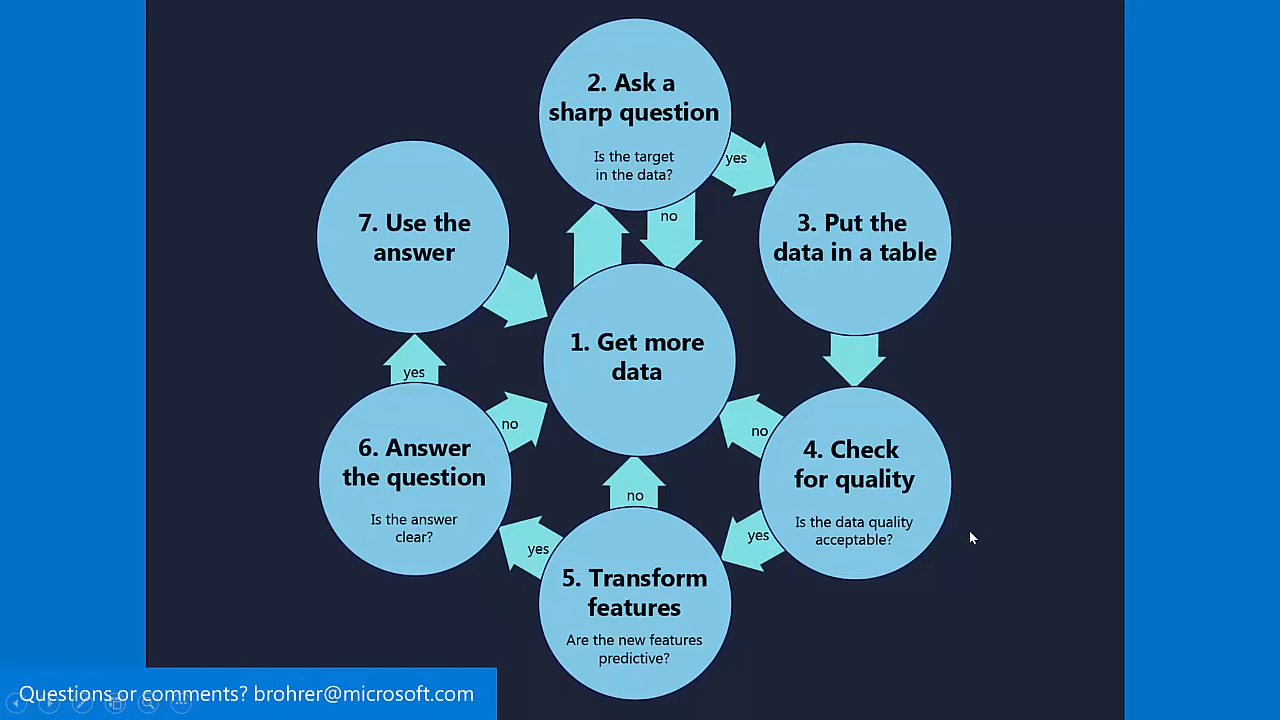 2. Ask a
sharp question
Is the target
in the data?
yes
no
3. Put the
data in a table
7. Use the
answer
1. Get more
data
yes
no
no
4. Check
for quality
Is the data quality
acceptable?
6. Answer
the question
Is the answer
clear?
no
yes
yes
5. Transform
features
Are the new features
predictive?
Questions or comments? brohrer@microsoft.com